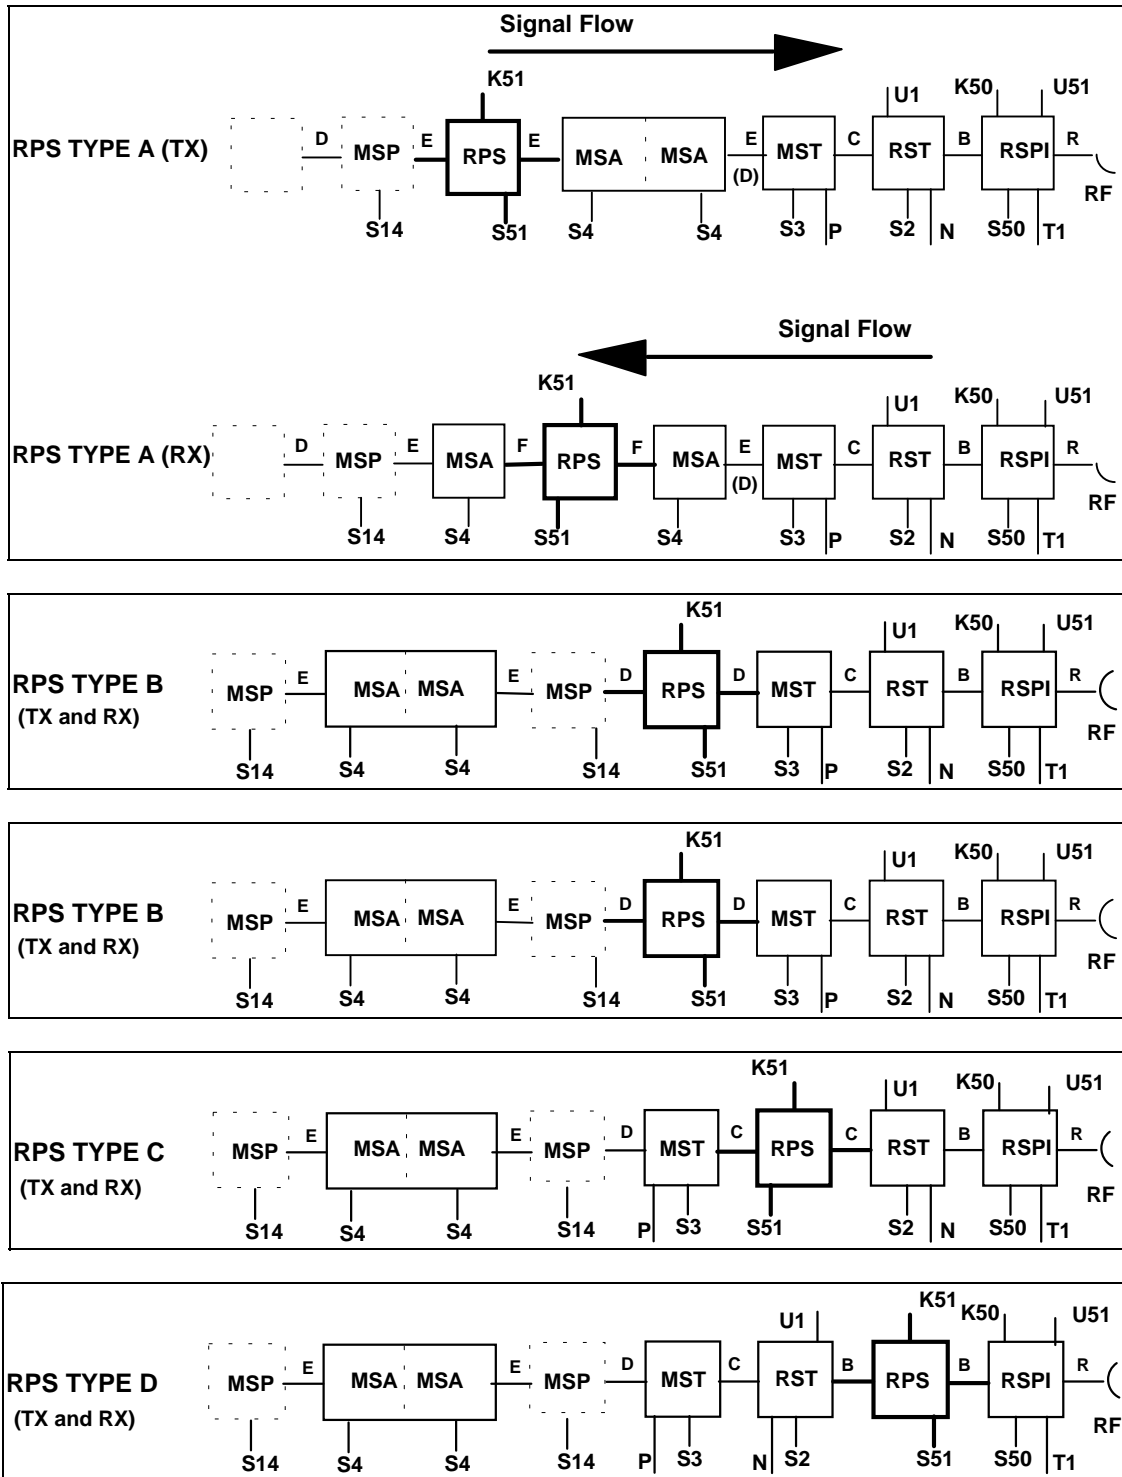 Signal Flow
K51 U1 K50 U51
RPS TYPE A (TX) D MSP E RPS E MSA MSA E (D) MST C RST B RSPI R RF
S14 S51 S4 S4 S3 P S2 N S50 T1
Signal Flow
K51 U1 K50 U51
RPS TYPE A (RX) D MSP E MSA F RPS F MSA E (D) MST C RST B RSPI R RF
S14 S4 S51 S4 S3 P S2 N S50 T1
K51 U1 K50 U51
RPS TYPE B MSP E MSA MSA E MSP D RPS D MST C RST B RSPI R
(TX and RX) RF
S14 S4 S4 S14 S51 S3 P S2 N S50 T1
K51 U1 K50 U51
RPS TYPE B MSP E MSA MSA E MSP D RPS D MST C RST B RSPI R
(TX and RX) RF
S14 S4 S4 S14 S51 S3 P S2 N S50 T1
K51 U1 K50 U51
RPS TYPE C MSP E MSA MSA E MSP D MST C RPS C RST B RSPI R
(TX and RX) RF
S14 S4 S4 S14 P S3 S51 S2 N S50 T1
U1 K51 K50 U51
RPS TYPE D MSP E MSA MSA E MSP D MST C RST B RPS B RSPI R
(TX and RX) RF
S14 S4 S4 S14 P S3 N S2 S51 S50 T1